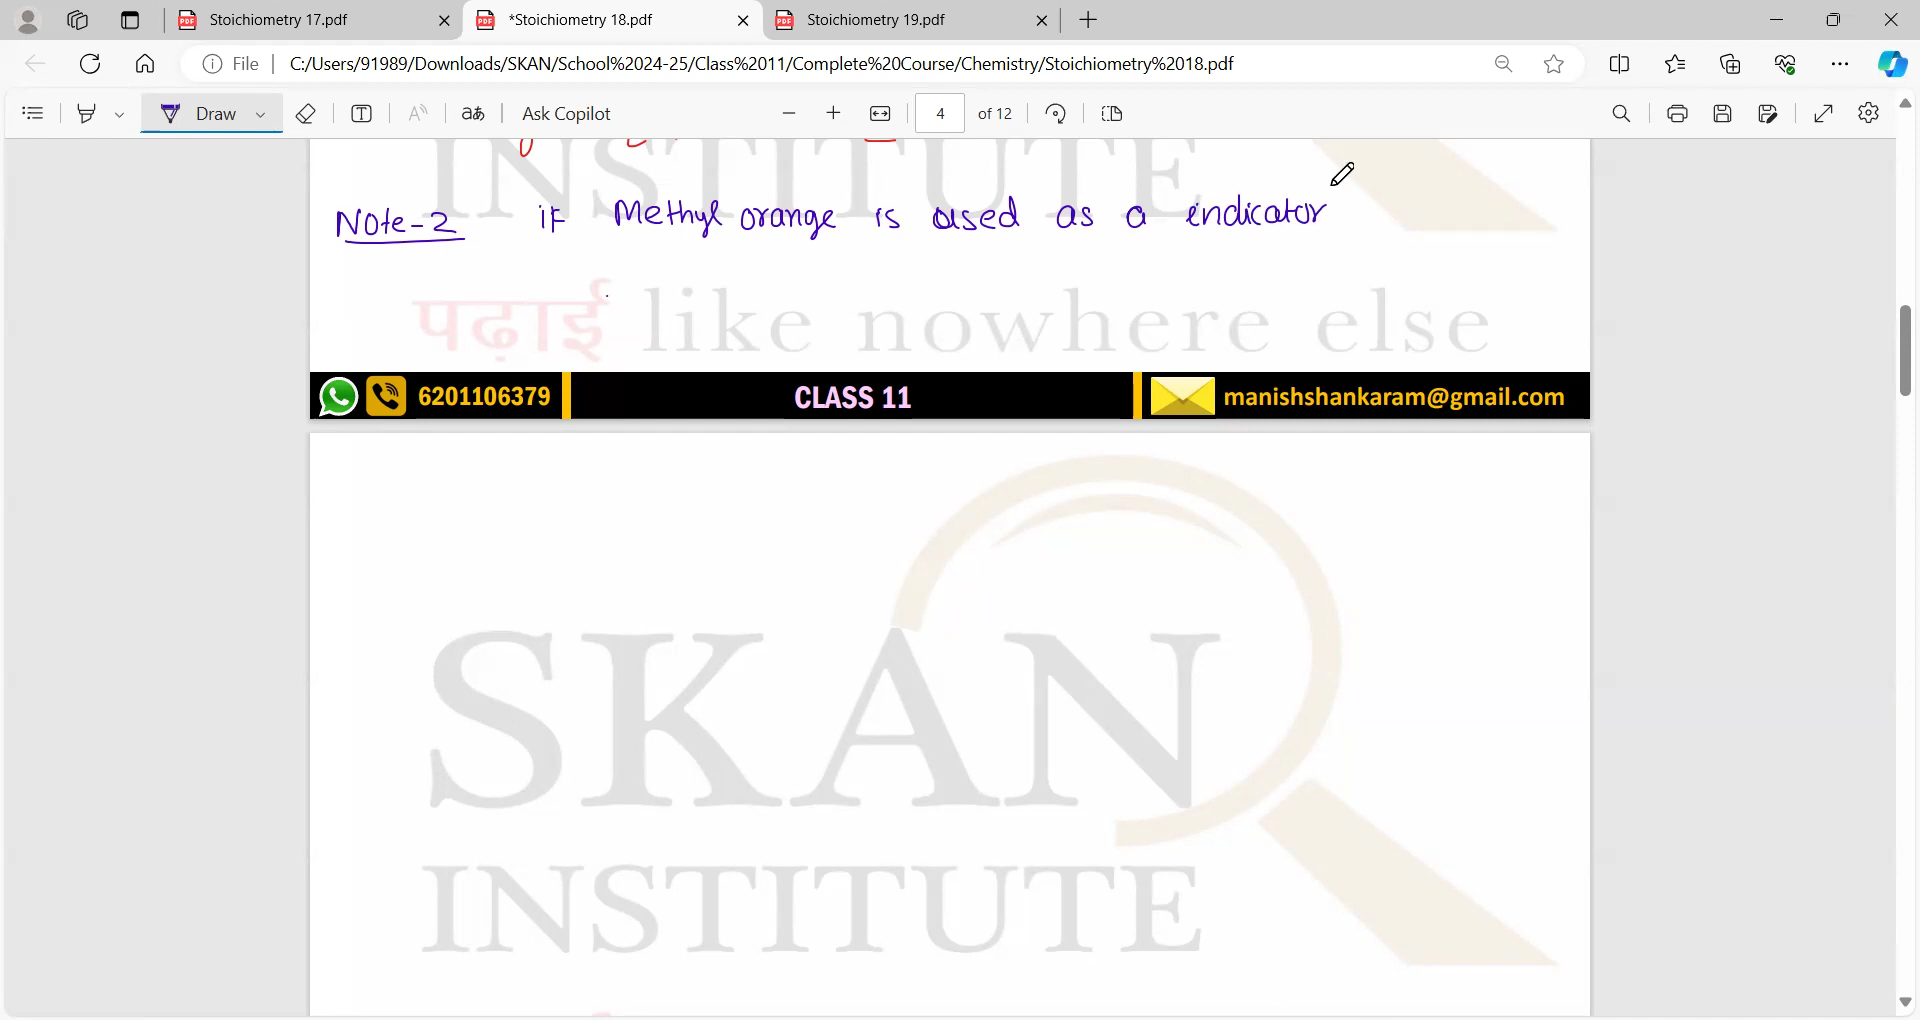 Stoichiometry 17.pdf
*Stoichiometry 18.pdf
Stoichiometry 19.pdf
File
C:/Users/91989/Downloads/SKAN/School%2024-25/Class%2011/Complete%20Course/Chemistry/Stoichiometry%2018.pdf
Draw
aあ
Ask Copilot
4 of 12
INSTITUTE
Note-2 if Methyl orange is used as a indicator
पढ़ाई like nowhere else
6201106379 CLASS 11 manishshankaram@gmail.com
SKAN
INSTITUTE